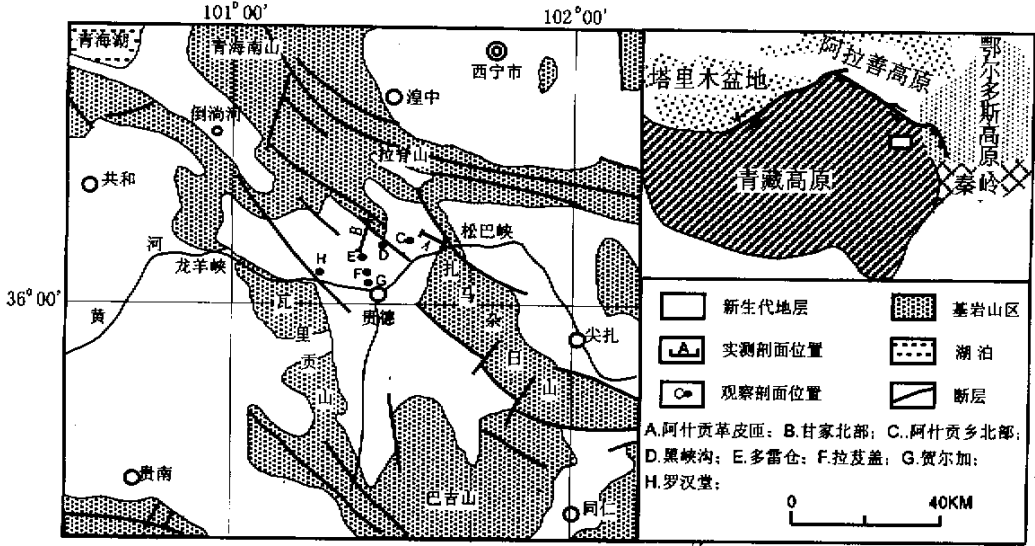 101°00′
102°00′
青海湖
青海南山
西宁市
湟中
倒淌河
拉脊山
共和
松巴峡
河
龙羊峡
B
C
A
D
E
H
F
G
36°00′
黄
瓦里贡山
贵德
扎马杂日山
尖扎
贵南
巴吉山
同仁
阿拉善高原
鄂尔多斯高原
塔里木盆地
青藏高原
秦岭
新生代地层
基岩山区
A
实测剖面位置
湖泊
C
观察剖面位置
断层
A.阿什贡革皮匝；B.甘家北部；C..阿什贡乡北部；
D.黑峡沟；E.多雷仓；F.拉芨盖；G.贺尔加；
H.罗汉堂；
0
40KM